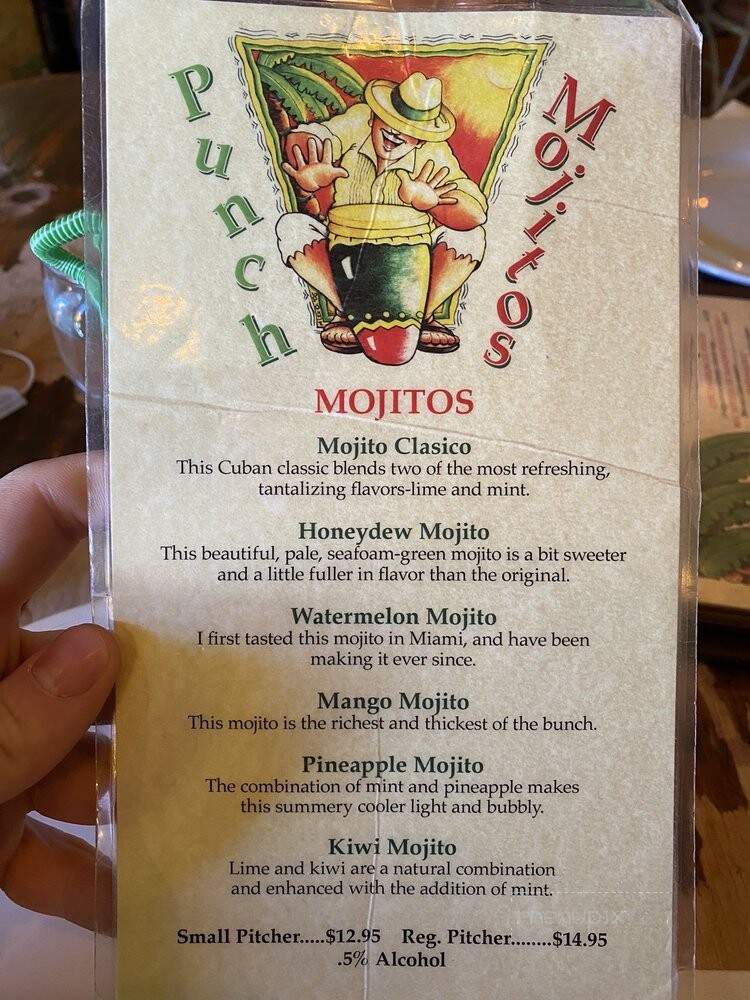 Punch
Mojitos
MOJITOS
Mojito Clasico
This Cuban classic blends two of the most refreshing,
tantalizing flavors-lime and mint.
Honeydew Mojito
This beautiful, pale, seafoam-green mojito is a bit sweeter
and a little fuller in flavor than the original.
Watermelon Mojito
I first tasted this mojito in Miami, and have been
making it ever since.
Mango Mojito
This mojito is the richest and thickest of the bunch.
Pineapple Mojito
The combination of mint and pineapple makes
this summery cooler light and bubbly.
Kiwi Mojito
Lime and kiwi are a natural combination
and enhanced with the addition of mint.
Small Pitcher.....$12.95 Reg. Pitcher........$14.95
.5% Alcohol